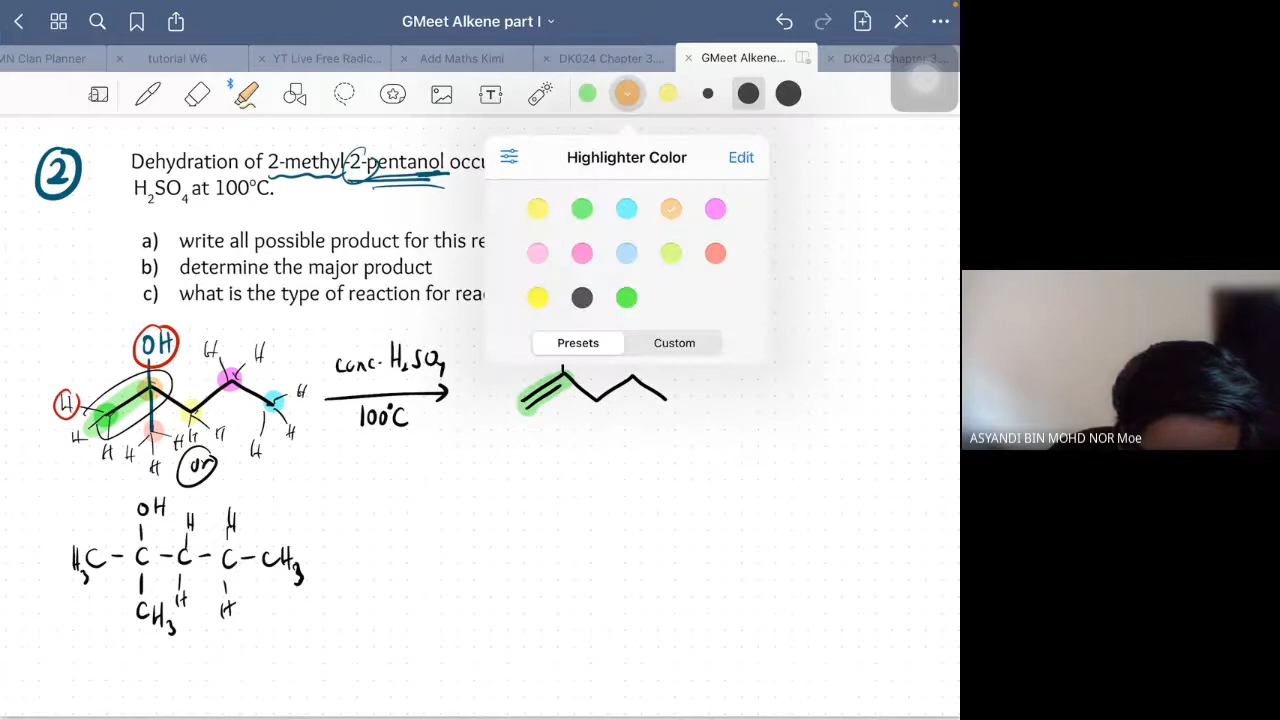 GMeet Alkene part I
MN Clan Planner
tutorial W6
YT Live Free Radic...
Add Maths Kimi
DK024 Chapter 3....
GMeet Alkene...
DK024 Chapter 3...
T
Highlighter Color
Edit
Presets
Custom
2
Dehydration of 2-methyl-2-pentanol occu
H2SO4 at 100°C.
a) write all possible product for this re
b) determine the major product
c) what is the type of reaction for rea
OH
H H
conc. H2SO4
H
H
100°C
H H H H H H H H
or
OH
H H
H3C - C - C - C - CH3
H H
CH3
ASYANDI BIN MOHD NOR Moe